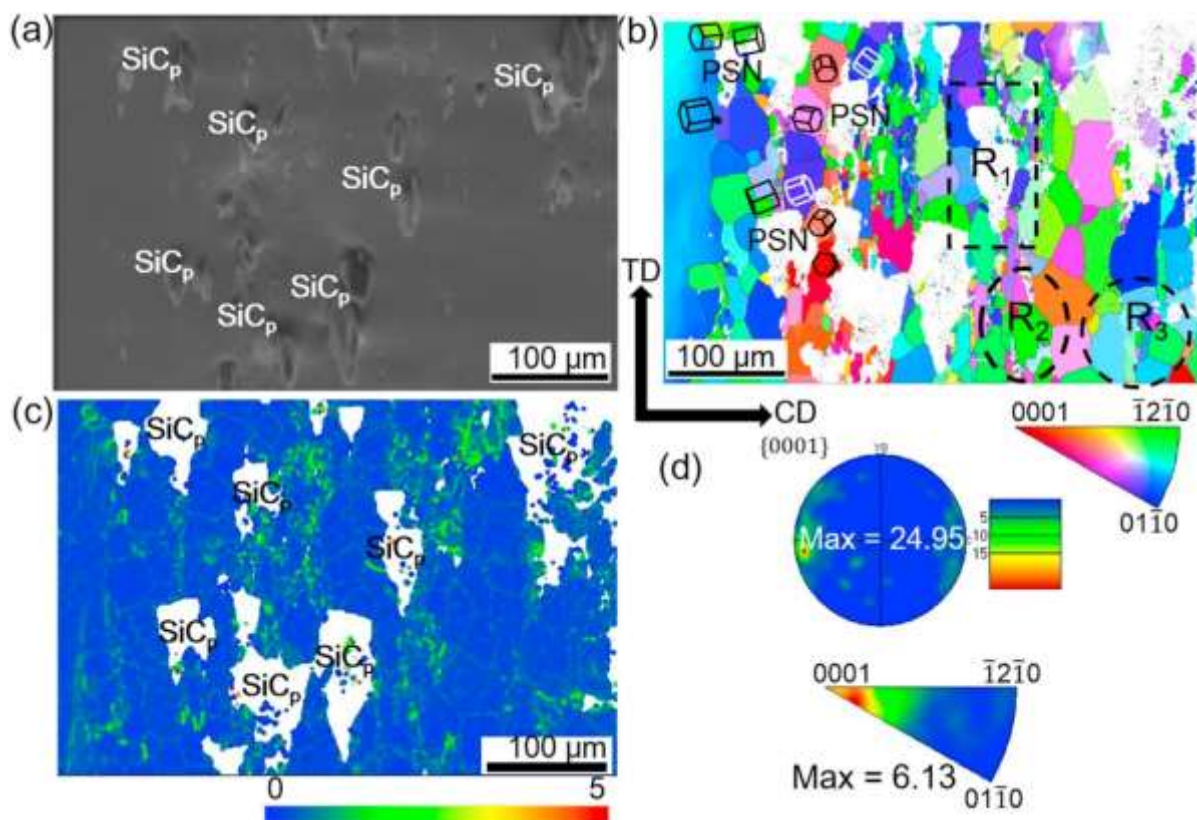 (a)
SiCₚ
SiCₚ
SiCₚ
SiCₚ
SiCₚ
SiCₚ
SiCₚ
100 µm
(b)
PSN
PSN
PSN
R₁
R₂
R₃
100 µm
TD
CD
0001
1̅21̅0
011̅0
(c)
SiCₚ
SiCₚ
SiCₚ
SiCₚ
SiCₚ
SiCₚ
SiCₚ
100 µm
0
5
(d)
{0001}
Max = 24.95
5
10
15
0001
1̅21̅0
011̅0
Max = 6.13